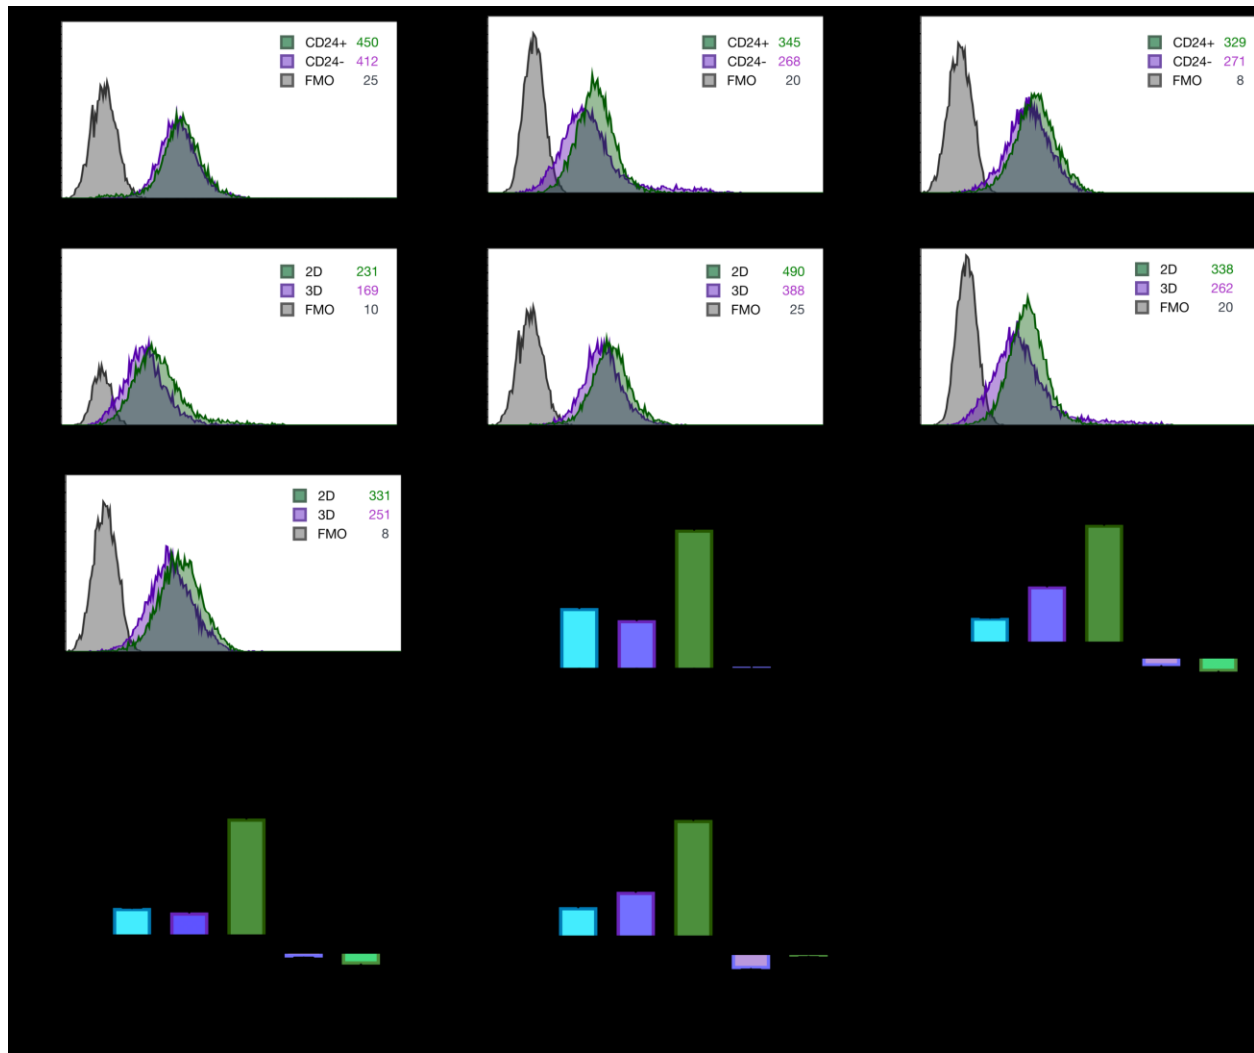 CD24+ 450
CD24- 412
FMO 25
CD24+ 345
CD24- 268
FMO 20
CD24+ 329
CD24- 271
FMO 8
2D 231
3D 169
FMO 10
2D 490
3D 388
FMO 25
2D 338
3D 262
FMO 20
2D 331
3D 251
FMO 8